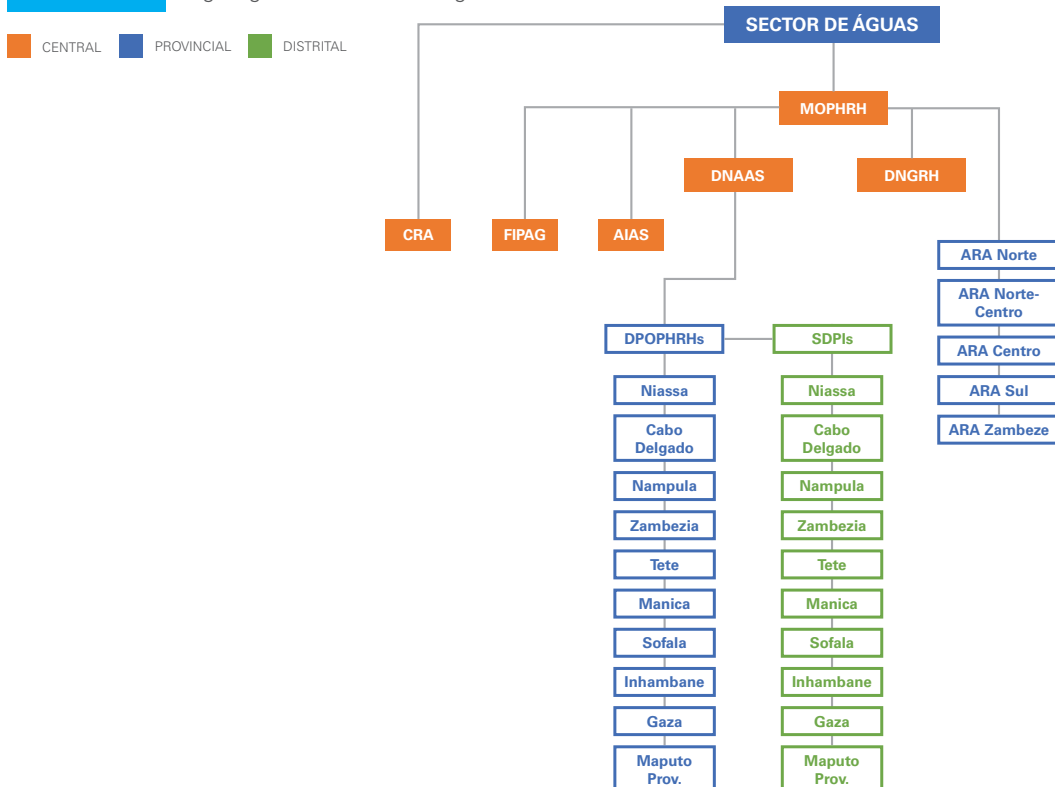 CENTRAL
PROVINCIAL
DISTRITAL
SECTOR DE ÁGUAS
MOPHRH
DNAAS
DNGRH
CRA
FIPAG
AIAS
ARA Norte
ARA Norte-
Centro
ARA Centro
ARA Sul
ARA Zambeze
DPOPHRHs
SDPIs
Niassa
Cabo
Delgado
Nampula
Zambezia
Tete
Manica
Sofala
Inhambane
Gaza
Maputo
Prov.
Niassa
Cabo
Delgado
Nampula
Zambezia
Tete
Manica
Sofala
Inhambane
Gaza
Maputo
Prov.